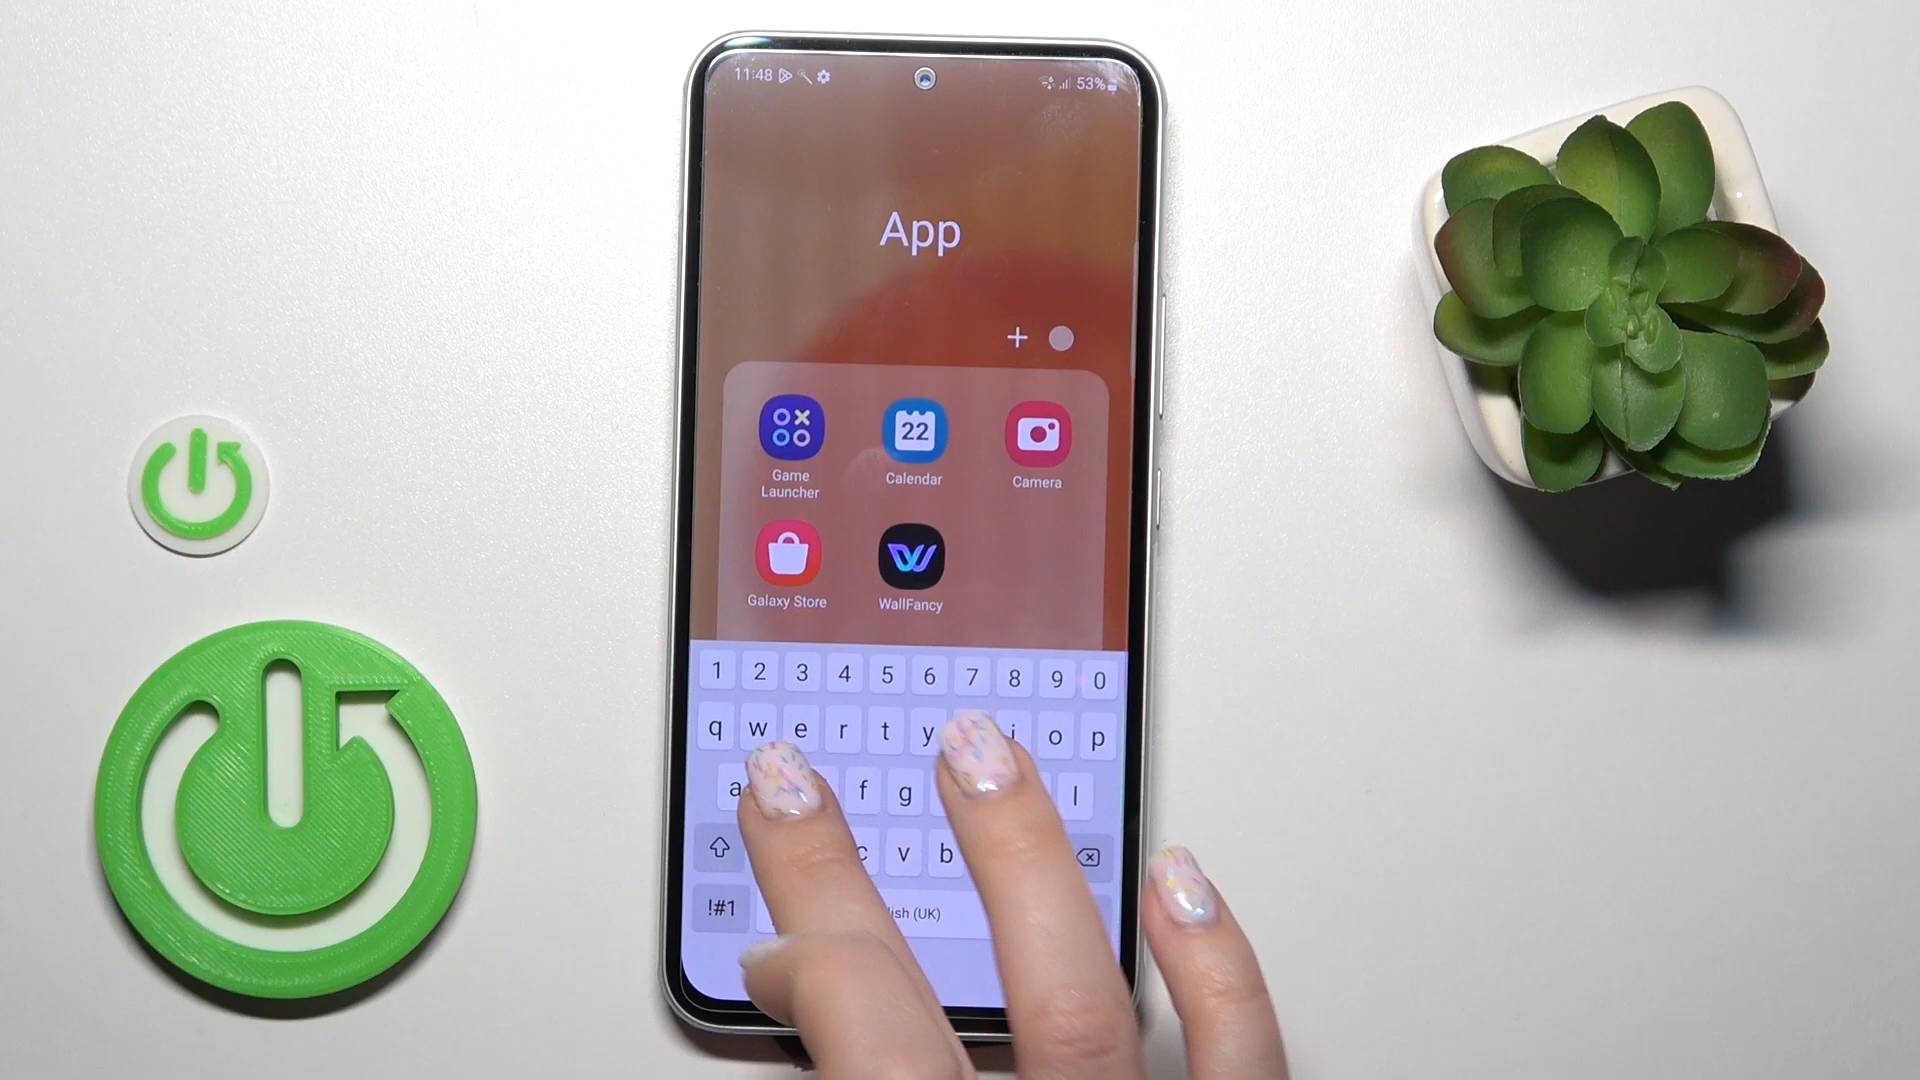 11:48 53%
App
22
Game
Launcher
Calendar
Camera
Galaxy Store
WallFancy
1 2 3 4 5 6 7 8 9 0
q w e r t y i o p
a f g l
c v b
!#1 lish (UK)